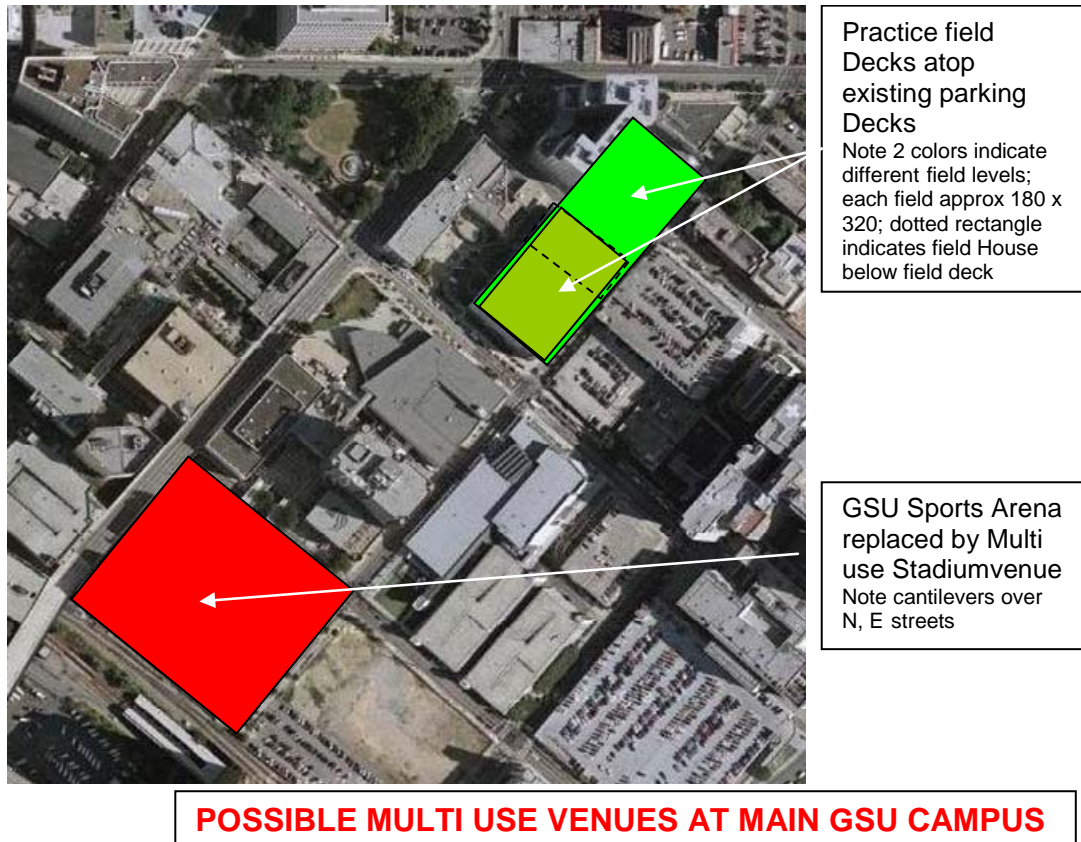 Practice field
Decks atop
existing parking
Decks
Note 2 colors indicate
different field levels;
each field approx 180 x
320; dotted rectangle
indicates field House
below field deck
GSU Sports Arena
replaced by Multi
use Stadiumvenue
Note cantilevers over
N, E streets
POSSIBLE MULTI USE VENUES AT MAIN GSU CAMPUS